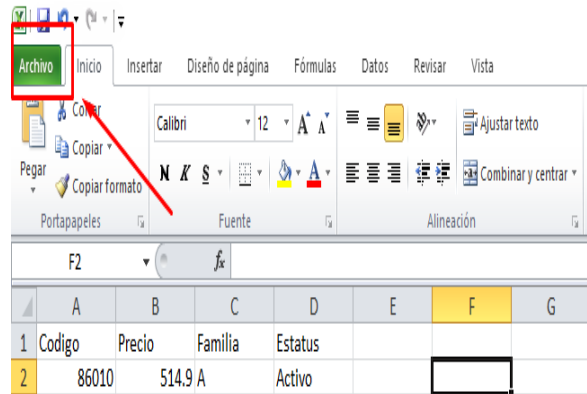 Archivo Inicio Insertar Diseño de página Fórmulas Datos Revisar Vista
Calibri 12 A A Ajustar texto
Copiar
Pegar N K S A Combinar y centrar
Copiar formato
Portapapeles Fuente Alineación
F2 fx
A B C D E F G
1 Codigo Precio Familia Estatus
2 86010 514.9 A Activo